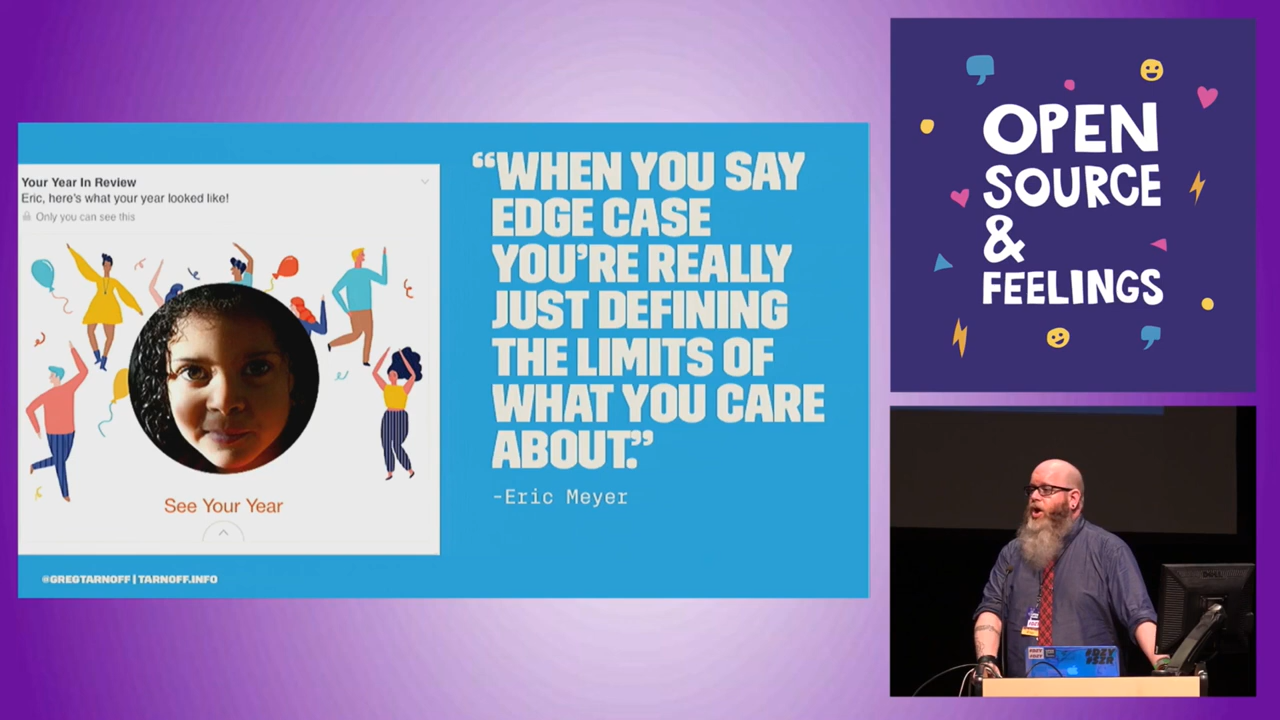 Your Year In Review
Eric, here's what your year looked like!
Only you can see this
See Your Year
“WHEN YOU SAY
EDGE CASE
YOU’RE REALLY
JUST DEFINING
THE LIMITS OF
WHAT YOU CARE
ABOUT.”
-Eric Meyer
@GREGTARNOFF | TARNOFF.INFO
OPEN
SOURCE
&
FEELINGS
DELL